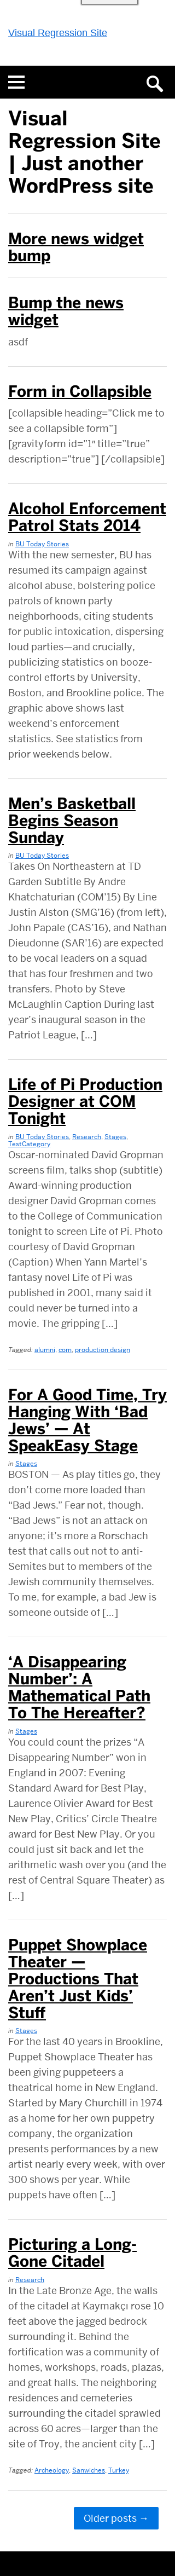 Visual Regression Site
Visual
Regression Site
| Just another
WordPress site
More news widget
bump
Bump the news
widget
asdf
Form in Collapsible
[collapsible heading="Click me to
see a collapsible form"]
[gravityform id=”1″ title=”true”
description=”true”] [/collapsible]
Alcohol Enforcement
Patrol Stats 2014
in BU Today Stories
With the new semester, BU has
resumed its campaign against
alcohol abuse, bolstering police
patrols of known party
neighborhoods, citing students
for public intoxication, dispersing
loud parties and—crucially,
publicizing statistics on booze-
control efforts by University,
Boston, and Brookline police. The
graphic above shows last
weekend’s enforcement
statistics. See statistics from
prior weekends below.
Men’s Basketball
Begins Season
Sunday
in BU Today Stories
Takes On Northeastern at TD
Garden Subtitle By Andre
Khatchaturian (COM’15) By Line
Justin Alston (SMG’16) (from left),
John Papale (CAS’16), and Nathan
Dieudonne (SAR’16) are expected
to be vocal leaders on a squad
that has four freshmen and two
transfers. Photo by Steve
McLaughlin Caption During last
year’s inaugural run in the
Patriot League, […]
Life of Pi Production
Designer at COM
Tonight
in BU Today Stories, Research, Stages,
TestCategory
Oscar-nominated David Gropman
screens film, talks shop (subtitle)
Award-winning production
designer David Gropman comes
to the College of Communication
tonight to screen Life of Pi. Photo
courtesy of David Gropman
(Caption) When Yann Martel’s
fantasy novel Life of Pi was
published in 2001, many said it
could never be turned into a
movie. The gripping […]
Tagged: alumni, com, production design
For A Good Time, Try
Hanging With ‘Bad
Jews’ — At
SpeakEasy Stage
in Stages
BOSTON — As play titles go, they
don’t come more loaded than
“Bad Jews.” Fear not, though.
“Bad Jews” is not an attack on
anyone; it’s more a Rorschach
test that calls out not to anti-
Semites but to members of the
Jewish community themselves.
To me, for example, a bad Jew is
someone outside of […]
‘A Disappearing
Number’: A
Mathematical Path
To The Hereafter?
in Stages
You could count the prizes “A
Disappearing Number” won in
England in 2007: Evening
Standard Award for Best Play,
Laurence Olivier Award for Best
New Play, Critics’ Circle Theatre
award for Best New Play. Or you
could just sit back and let the
arithmetic wash over you (and the
rest of Central Square Theater) as
[…]
Puppet Showplace
Theater —
Productions That
Aren’t Just Kids’
Stuff
in Stages
For the last 40 years in Brookline,
Puppet Showplace Theater has
been giving puppeteers a
theatrical home in New England.
Started by Mary Churchill in 1974
as a home for her own puppetry
company, the organization
presents performances by a new
artist nearly every week, with over
300 shows per year. While
puppets have often […]
Picturing a Long-
Gone Citadel
in Research
In the Late Bronze Age, the walls
of the citadel at Kaymakçı rose 10
feet above the jagged bedrock
surrounding it. Behind the
fortification was a community of
homes, workshops, roads, plazas,
and great halls. The neighboring
residences and cemeteries
surrounding the citadel sprawled
across 60 acres—larger than the
site of Troy, the ancient city […]
Tagged: Archeology, Sanwiches, Turkey
Older posts →